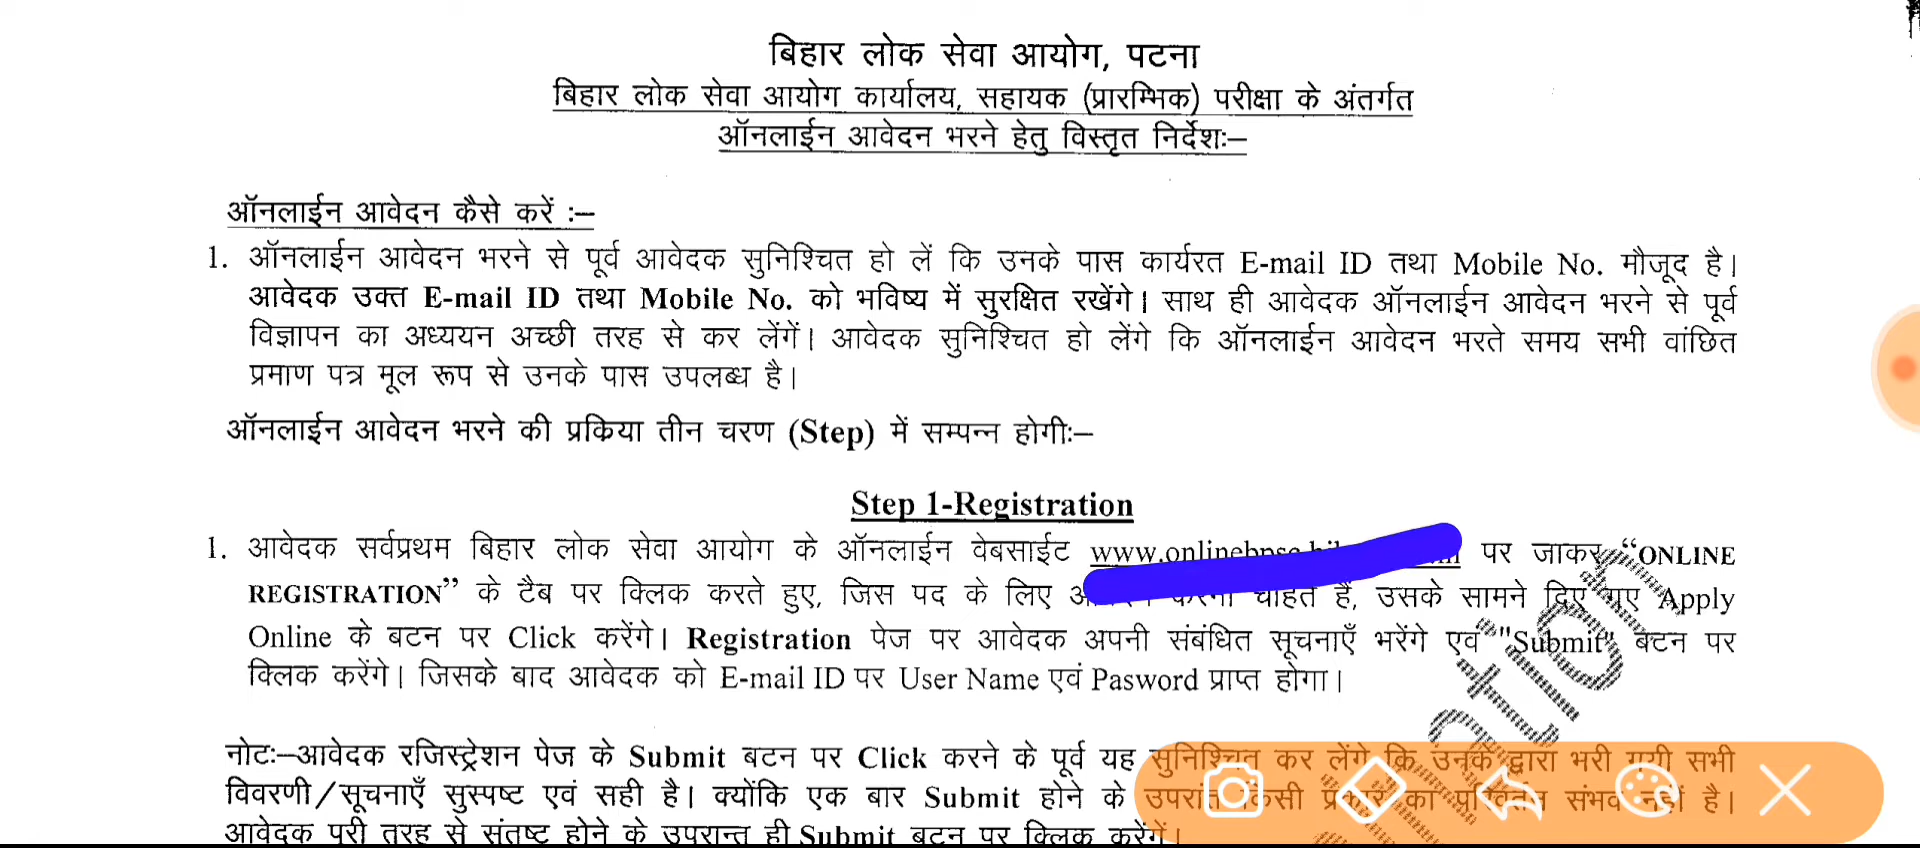 बिहार लोक सेवा आयोग, पटना
बिहार लोक सेवा आयोग कार्यालय, सहायक (प्रारम्भिक) परीक्षा के अंतर्गत
ऑनलाईन आवेदन भरने हेतु विस्तृत निर्देशः–
ऑनलाईन आवेदन कैसे करें :–
1. ऑनलाईन आवेदन भरने से पूर्व आवेदक सुनिश्चित हो लें कि उनके पास कार्यरत E-mail ID तथा Mobile No. मौजूद है।
आवेदक उक्त E-mail ID तथा Mobile No. को भविष्य में सुरक्षित रखेंगे। साथ ही आवेदक ऑनलाईन आवेदन भरने से पूर्व
विज्ञापन का अध्ययन अच्छी तरह से कर लेंगें। आवेदक सुनिश्चित हो लेंगे कि ऑनलाईन आवेदन भरते समय सभी वांछित
प्रमाण पत्र मूल रूप से उनके पास उपलब्ध है।
ऑनलाईन आवेदन भरने की प्रकिया तीन चरण (Step) में सम्पन्न होगीः–
Step 1-Registration
1. आवेदक सर्वप्रथम बिहार लोक सेवा आयोग के ऑनलाईन वेबसाईट पर जाकर “ONLINE
REGISTRATION” के टैब पर क्लिक करते हुए, जिस पद के लिए चाहते हैं, उसके सामने दिए गए Apply
Online के बटन पर Click करेंगे। Registration पेज पर आवेदक अपनी संबंधित सूचनाएँ भरेंगे एवं "Submit" बटन पर
क्लिक करेंगे। जिसके बाद आवेदक को E-mail ID पर User Name एवं Pasword प्राप्त होगा।
नोटः–आवेदक रजिस्ट्रेशन पेज के Submit बटन पर Click करने के पूर्व यह सुनिश्चित कर लेंगे कि उनके द्वारा भरी गयी सभी
विवरणी/सूचनाएँ सुस्पष्ट एवं सही है। क्योंकि एक बार Submit होने के उपरांत किसी प्रकार का संभव नहीं है।
आवेदक पूरी तरह से संतुष्ट होने के उपरान्त ही Submit बटन पर क्लिक करेंगें।